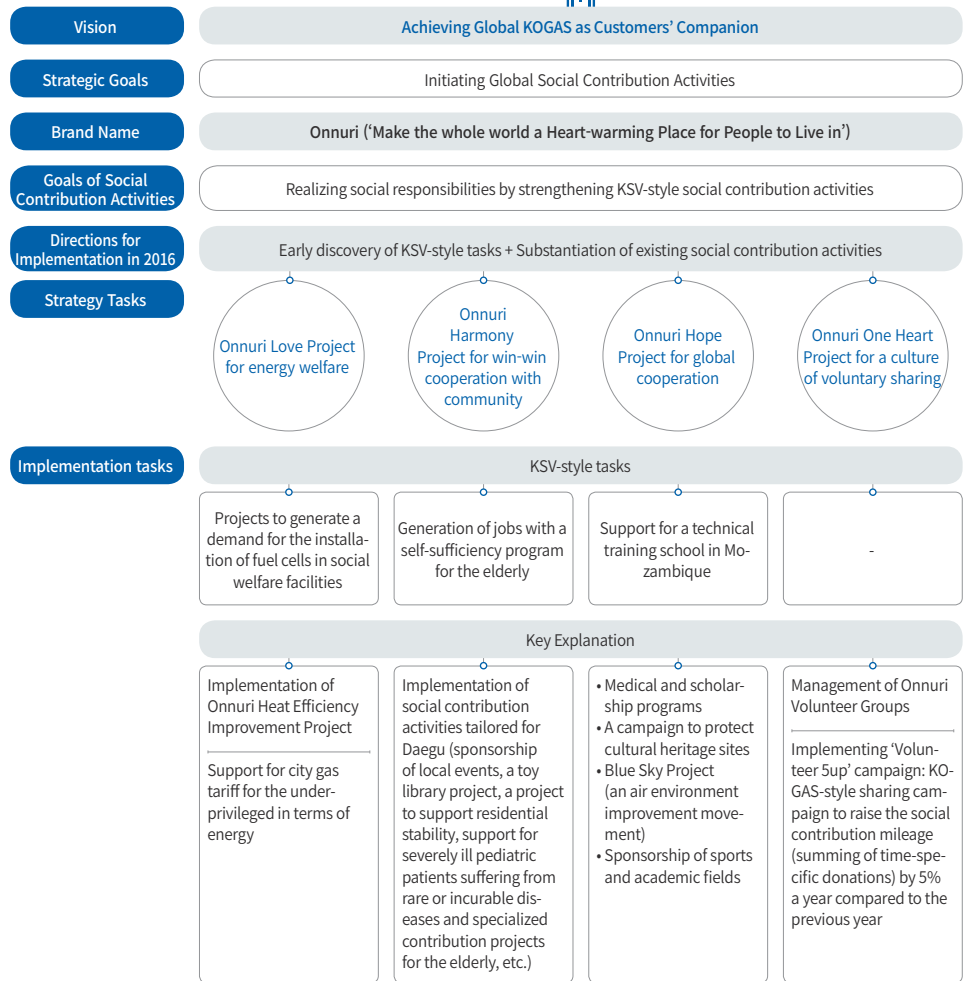 Vision
Achieving Global KOGAS as Customers’ Companion
Strategic Goals
Initiating Global Social Contribution Activities
Brand Name
Onnuri (‘Make the whole world a Heart-warming Place for People to Live in’)
Goals of Social
Contribution Activities
Realizing social responsibilities by strengthening KSV-style social contribution activities
Directions for
Implementation in 2016
Early discovery of KSV-style tasks + Substantiation of existing social contribution activities
Strategy Tasks
Onnuri Love Project
for energy welfare
Onnuri
Harmony
Project for win-win
cooperation with
community
Onnuri Hope
Project for global
cooperation
Onnuri One Heart
Project for a culture
of voluntary sharing
Implementation tasks
KSV-style tasks
Projects to generate a
demand for the installa-
tion of fuel cells in social
welfare facilities
Generation of jobs with a
self-sufficiency program
for the elderly
Support for a technical
training school in Mo-
zambique
-
Key Explanation
Implementation of
Onnuri Heat Efficiency
Improvement Project
Support for city gas
tariff for the under-
privileged in terms of
energy
Implementation of
social contribution
activities tailored for
Daegu (sponsorship
of local events, a toy
library project, a project
to support residential
stability, support for
severely ill pediatric
patients suffering from
rare or incurable dis-
eases and specialized
contribution projects
for the elderly, etc.)
• Medical and scholar-
ship programs
• A campaign to protect
cultural heritage sites
• Blue Sky Project
(an air environment
improvement move-
ment)
• Sponsorship of sports
and academic fields
Management of Onnuri
Volunteer Groups
Implementing ‘Volun-
teer 5up’ campaign: KO-
GAS-style sharing cam-
paign to raise the social
contribution mileage
(summing of time-spe-
cific donations) by 5%
a year compared to the
previous year